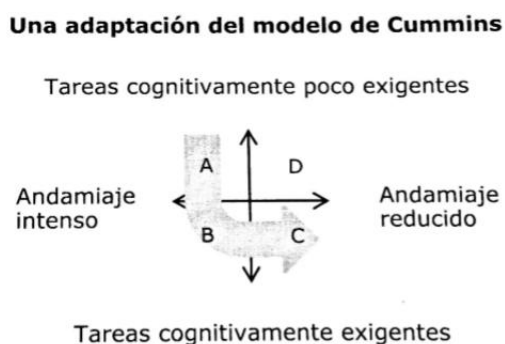 Una adaptación del modelo de Cummins
Tareas cognitivamente poco exigentes
A D
Andamiaje
intenso
Andamiaje
reducido
B C
Tareas cognitivamente exigentes